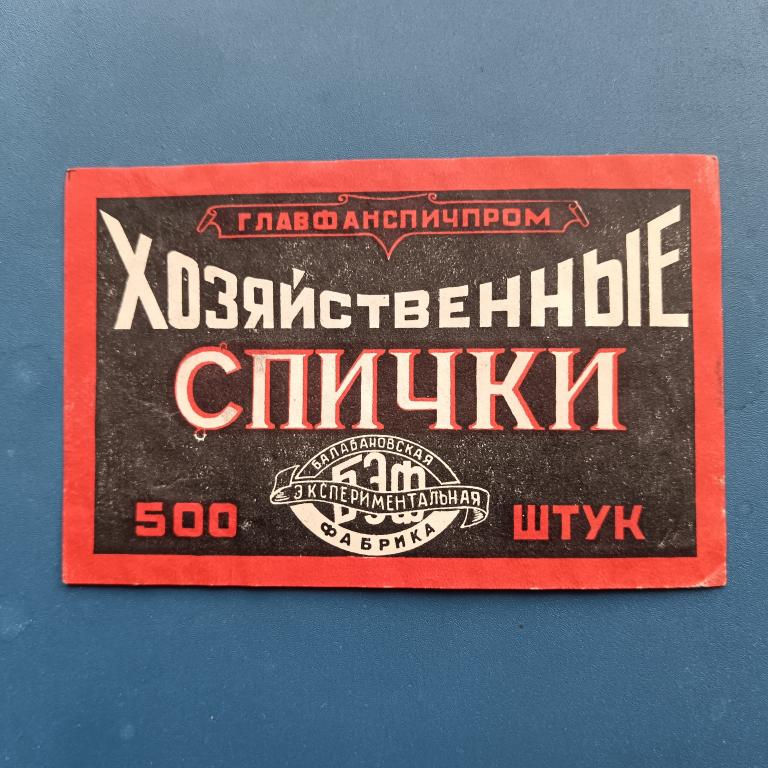 ГЛАВФАНСПИЧПРОМ
ХОЗЯЙСТВЕННЫЕ
СПИЧКИ
БАЛАБАНОВСКАЯ
БЭФ
ЭКСПЕРИМЕНТАЛЬНАЯ
ФАБРИКА
500 ШТУК